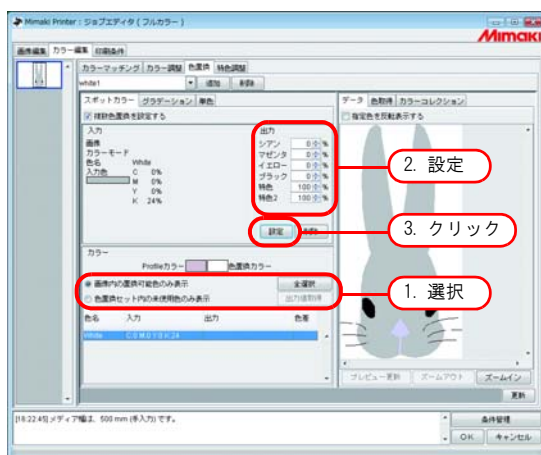 Mimaki Printer : ジョブエディタ ( フルカラー )
Mimaki
画像編集 カラー編集 印刷条件
カラーマッチング カラー調整 色置換 特色調整
white1 追加 削除
スポットカラー グラデーション 単色
複数色置換を設定する
入力
画像
カラーモード
色名 White
入力色 C 0%
M 0%
Y 0%
K 24%
出力
シアン 0 %
マゼンタ 0 %
イエロー 0 %
ブラック 0 %
特色 100 %
特色2 100 %
設定 削除
カラー
Profileカラー 色置換カラー
画像内の置換可能色のみ表示 全選択
色置換セット内の未使用色のみ表示 出力値取得
色名 入力 出力 色差
White C 0 M 0 Y 0 K 24
データ 色取得 カラーコレクション
指定色を反転表示する
2. 設定
3. クリック
1. 選択
プレビュー更新 ズームアウト ズームイン
更新
[18:22:45] メディア幅は、500 mm (手入力) です。
条件管理
OK キャンセル